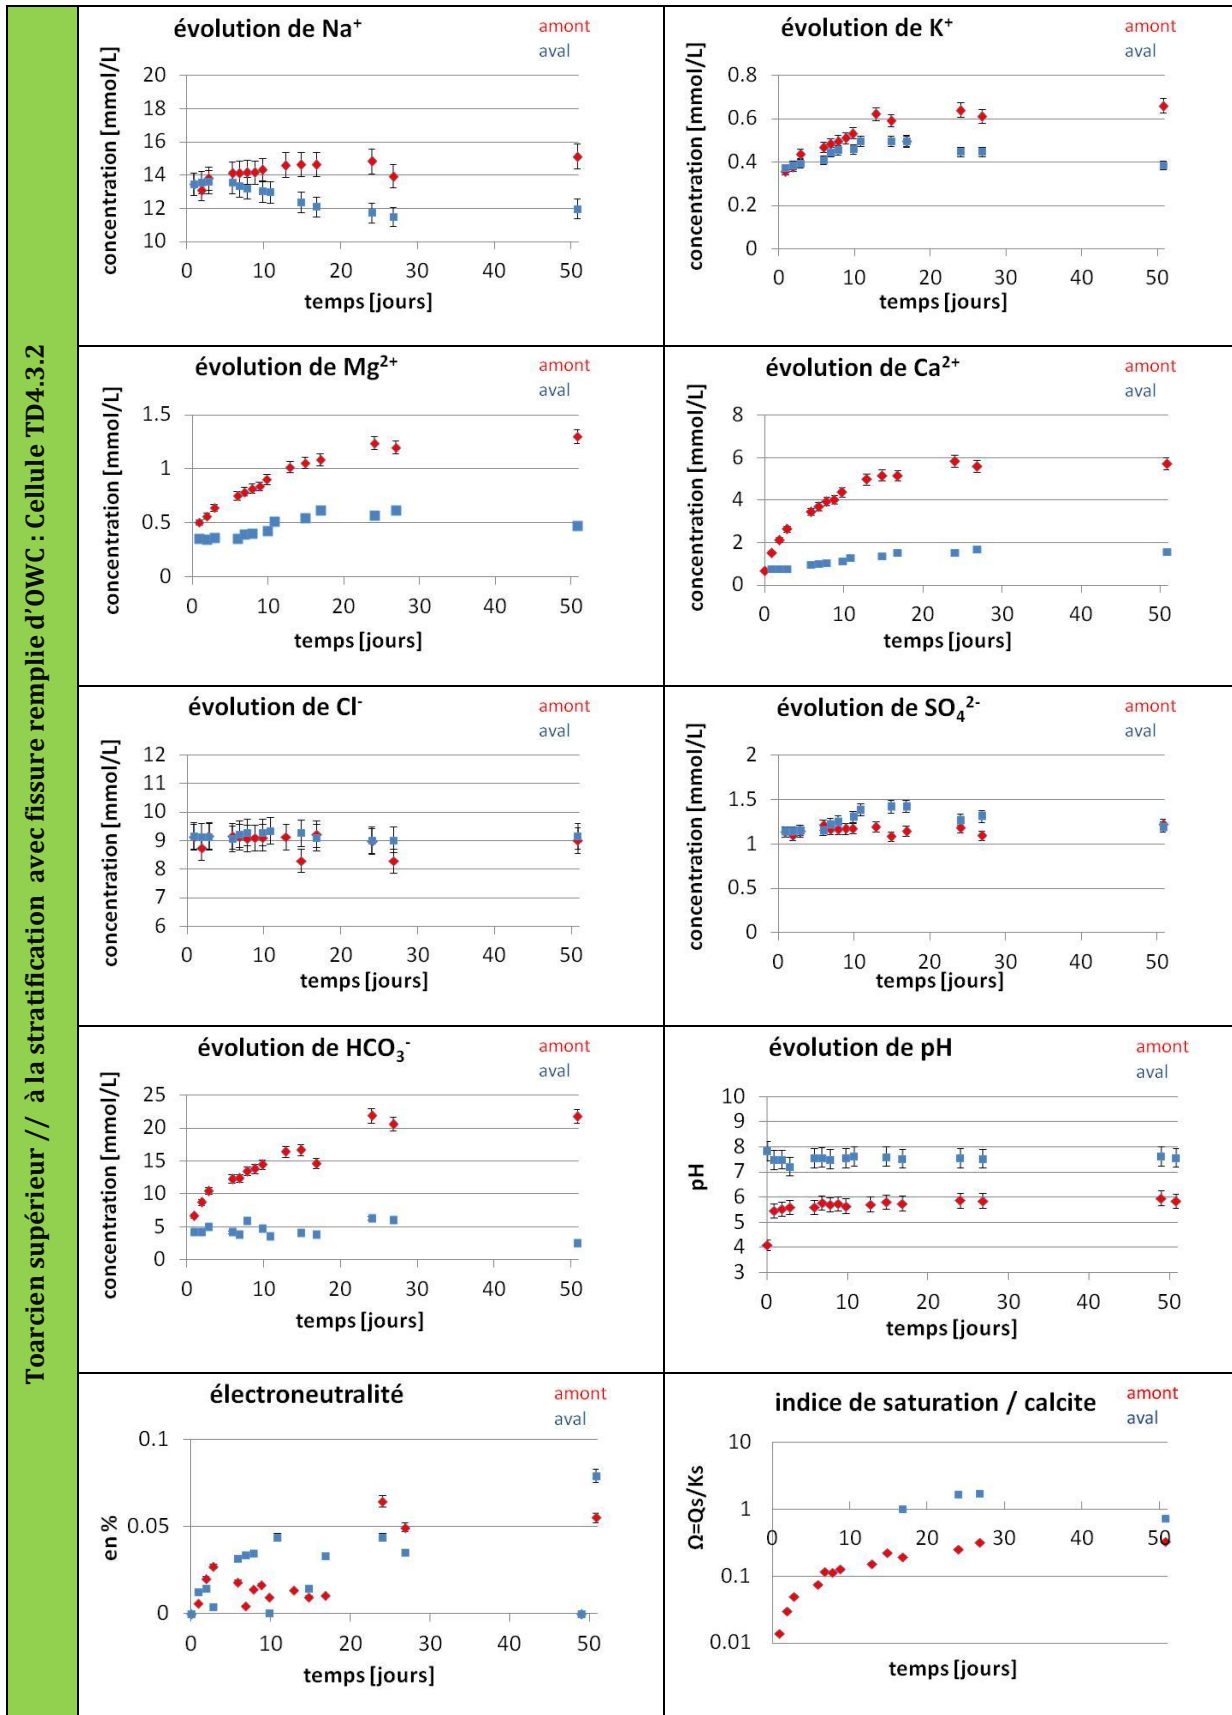 Toarcien supérieur // à la stratification avec fissure remplie d'OWC : Cellule TD4.3.2
évolution de Na⁺
amont
aval
concentration [mmol/L]
20
18
16
14
12
10
0 10 20 30 40 50
temps [jours]
évolution de K⁺
amont
aval
concentration [mmol/L]
0.8
0.6
0.4
0.2
0
0 10 20 30 40 50
temps [jours]
évolution de Mg²⁺
amont
aval
concentration [mmol/L]
1.5
1
0.5
0
0 10 20 30 40 50
temps [jours]
évolution de Ca²⁺
amont
aval
concentration [mmol/L]
8
6
4
2
0
0 10 20 30 40 50
temps [jours]
évolution de Cl⁻
amont
aval
concentration [mmol/L]
12
11
10
9
8
7
6
0 10 20 30 40 50
temps [jours]
évolution de SO₄²⁻
amont
aval
concentration [mmol/L]
2
1.5
1
0.5
0
0 10 20 30 40 50
temps [jours]
évolution de HCO₃⁻
amont
aval
concentration [mmol/L]
25
20
15
10
5
0
0 10 20 30 40 50
temps [jours]
évolution de pH
amont
aval
pH
10
9
8
7
6
5
4
3
0 10 20 30 40 50
temps [jours]
électroneutralité
amont
aval
en %
0.1
0.05
0
0 10 20 30 40 50
temps [jours]
indice de saturation / calcite
amont
aval
Ω=Qs/Ks
10
1
0.1
0.01
0 10 20 30 40 50
temps [jours]